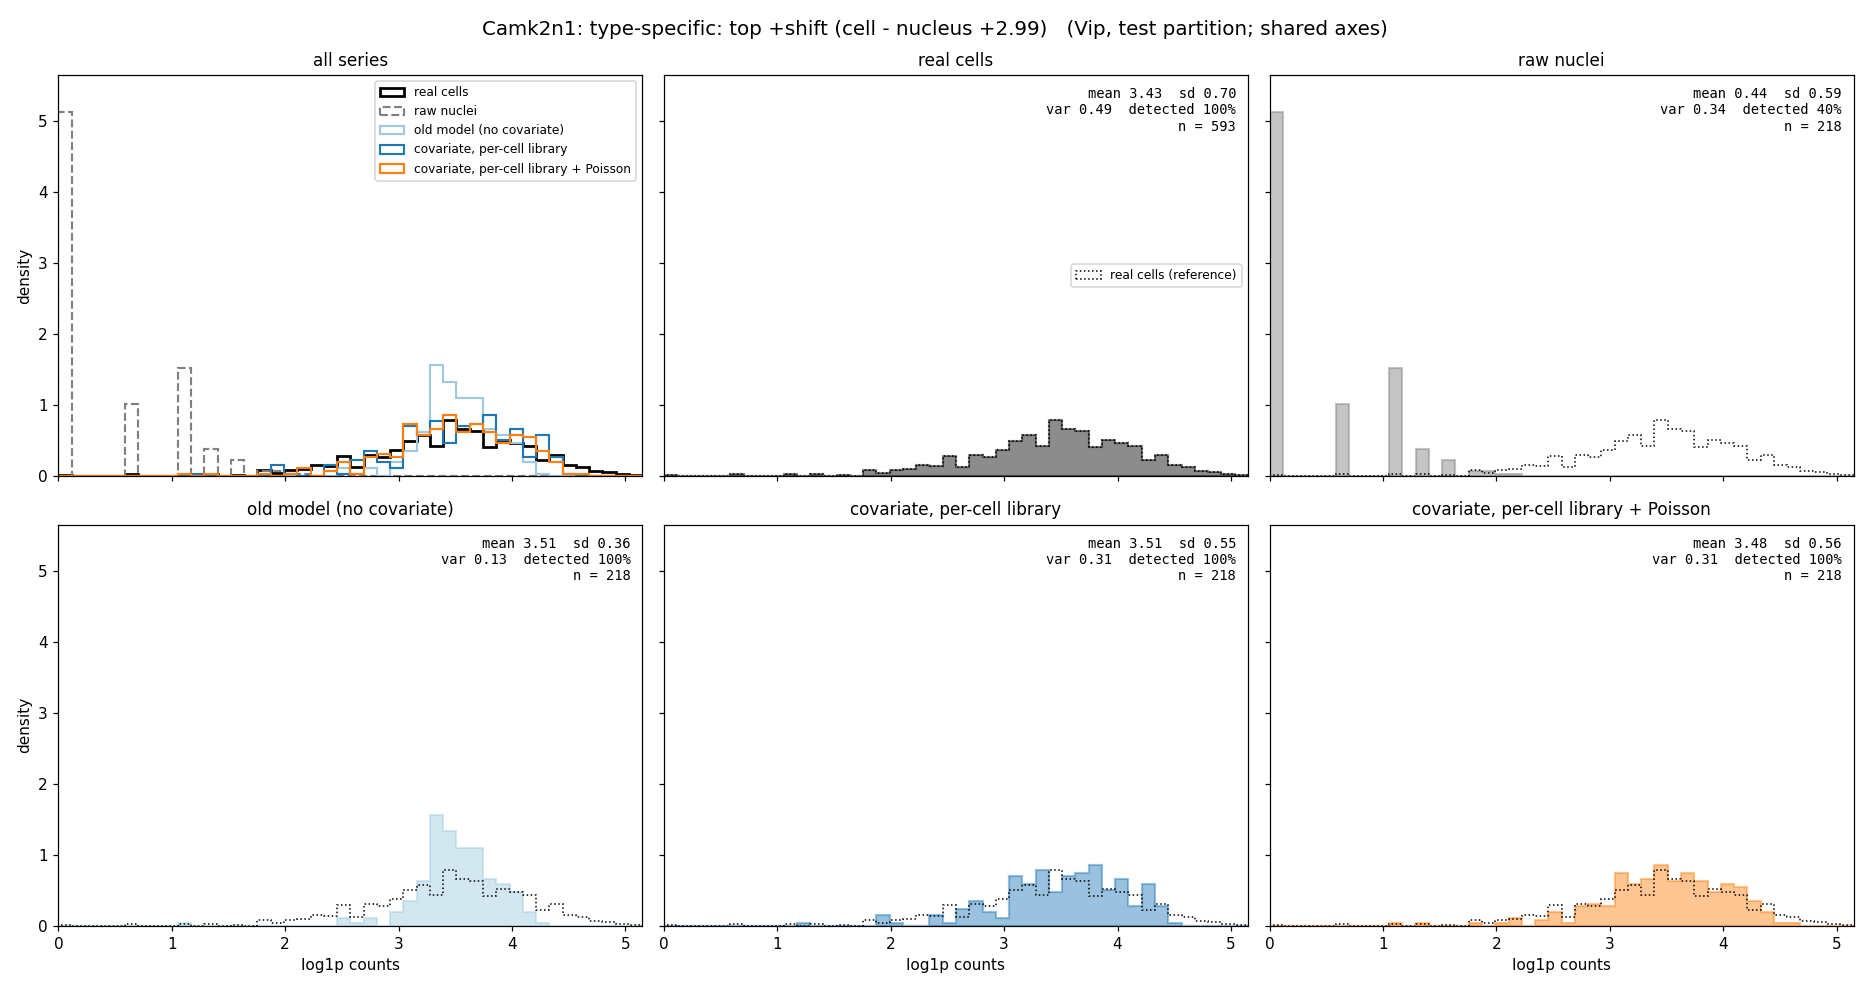 Camk2n1: type-specific: top +shift (cell - nucleus +2.99)   (Vip, test partition; shared axes)
all series
real cells
raw nuclei
old model (no covariate)
covariate, per-cell library
covariate, per-cell library + Poisson
density
0
1
2
3
4
5
real cells
mean 3.43  sd 0.70
var 0.49  detected 100%
n = 593
real cells (reference)
raw nuclei
mean 0.44  sd 0.59
var 0.34  detected 40%
n = 218
old model (no covariate)
mean 3.51  sd 0.36
var 0.13  detected 100%
n = 218
density
0
1
2
3
4
5
0 1 2 3 4 5
log1p counts
covariate, per-cell library
mean 3.51  sd 0.55
var 0.31  detected 100%
n = 218
0 1 2 3 4 5
log1p counts
covariate, per-cell library + Poisson
mean 3.48  sd 0.56
var 0.31  detected 100%
n = 218
0 1 2 3 4 5
log1p counts